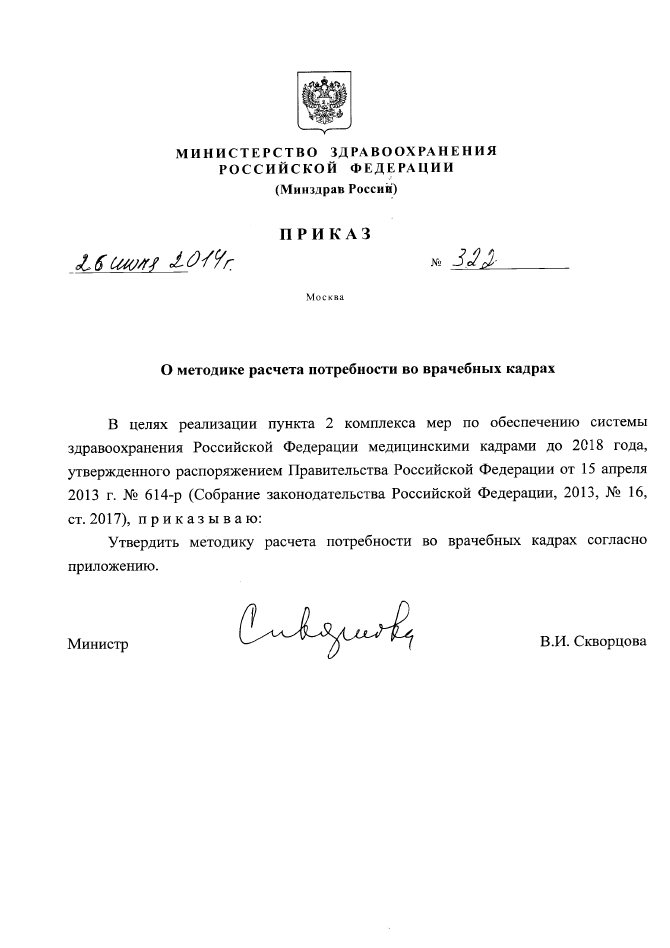 МИНИСТЕРСТВО ЗДРАВООХРАНЕНИЯ
РОССИЙСКОЙ ФЕДЕРАЦИИ
(Минздрав России)
П Р И К А З
26 июня 2014г. № 322
Москва
О методике расчета потребности во врачебных кадрах
В целях реализации пункта 2 комплекса мер по обеспечению системы
здравоохранения Российской Федерации медицинскими кадрами до 2018 года,
утвержденного распоряжением Правительства Российской Федерации от 15 апреля
2013 г. № 614-р (Собрание законодательства Российской Федерации, 2013, № 16,
ст. 2017), п р и к а з ы в а ю:
Утвердить методику расчета потребности во врачебных кадрах согласно
приложению.
Министр В.И. Скворцова